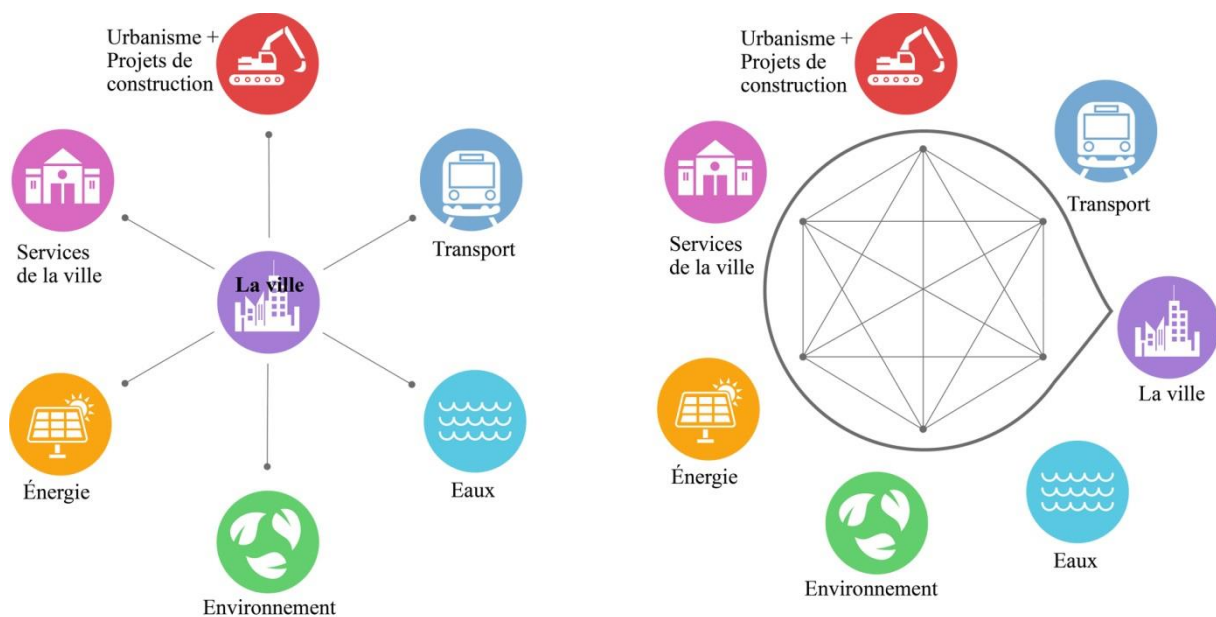 Urbanisme +
Projets de
construction
Services
de la ville
Transport
La ville
Énergie
Eaux
Environnement
Urbanisme +
Projets de
construction
Services
de la ville
Transport
La ville
Énergie
Eaux
Environnement